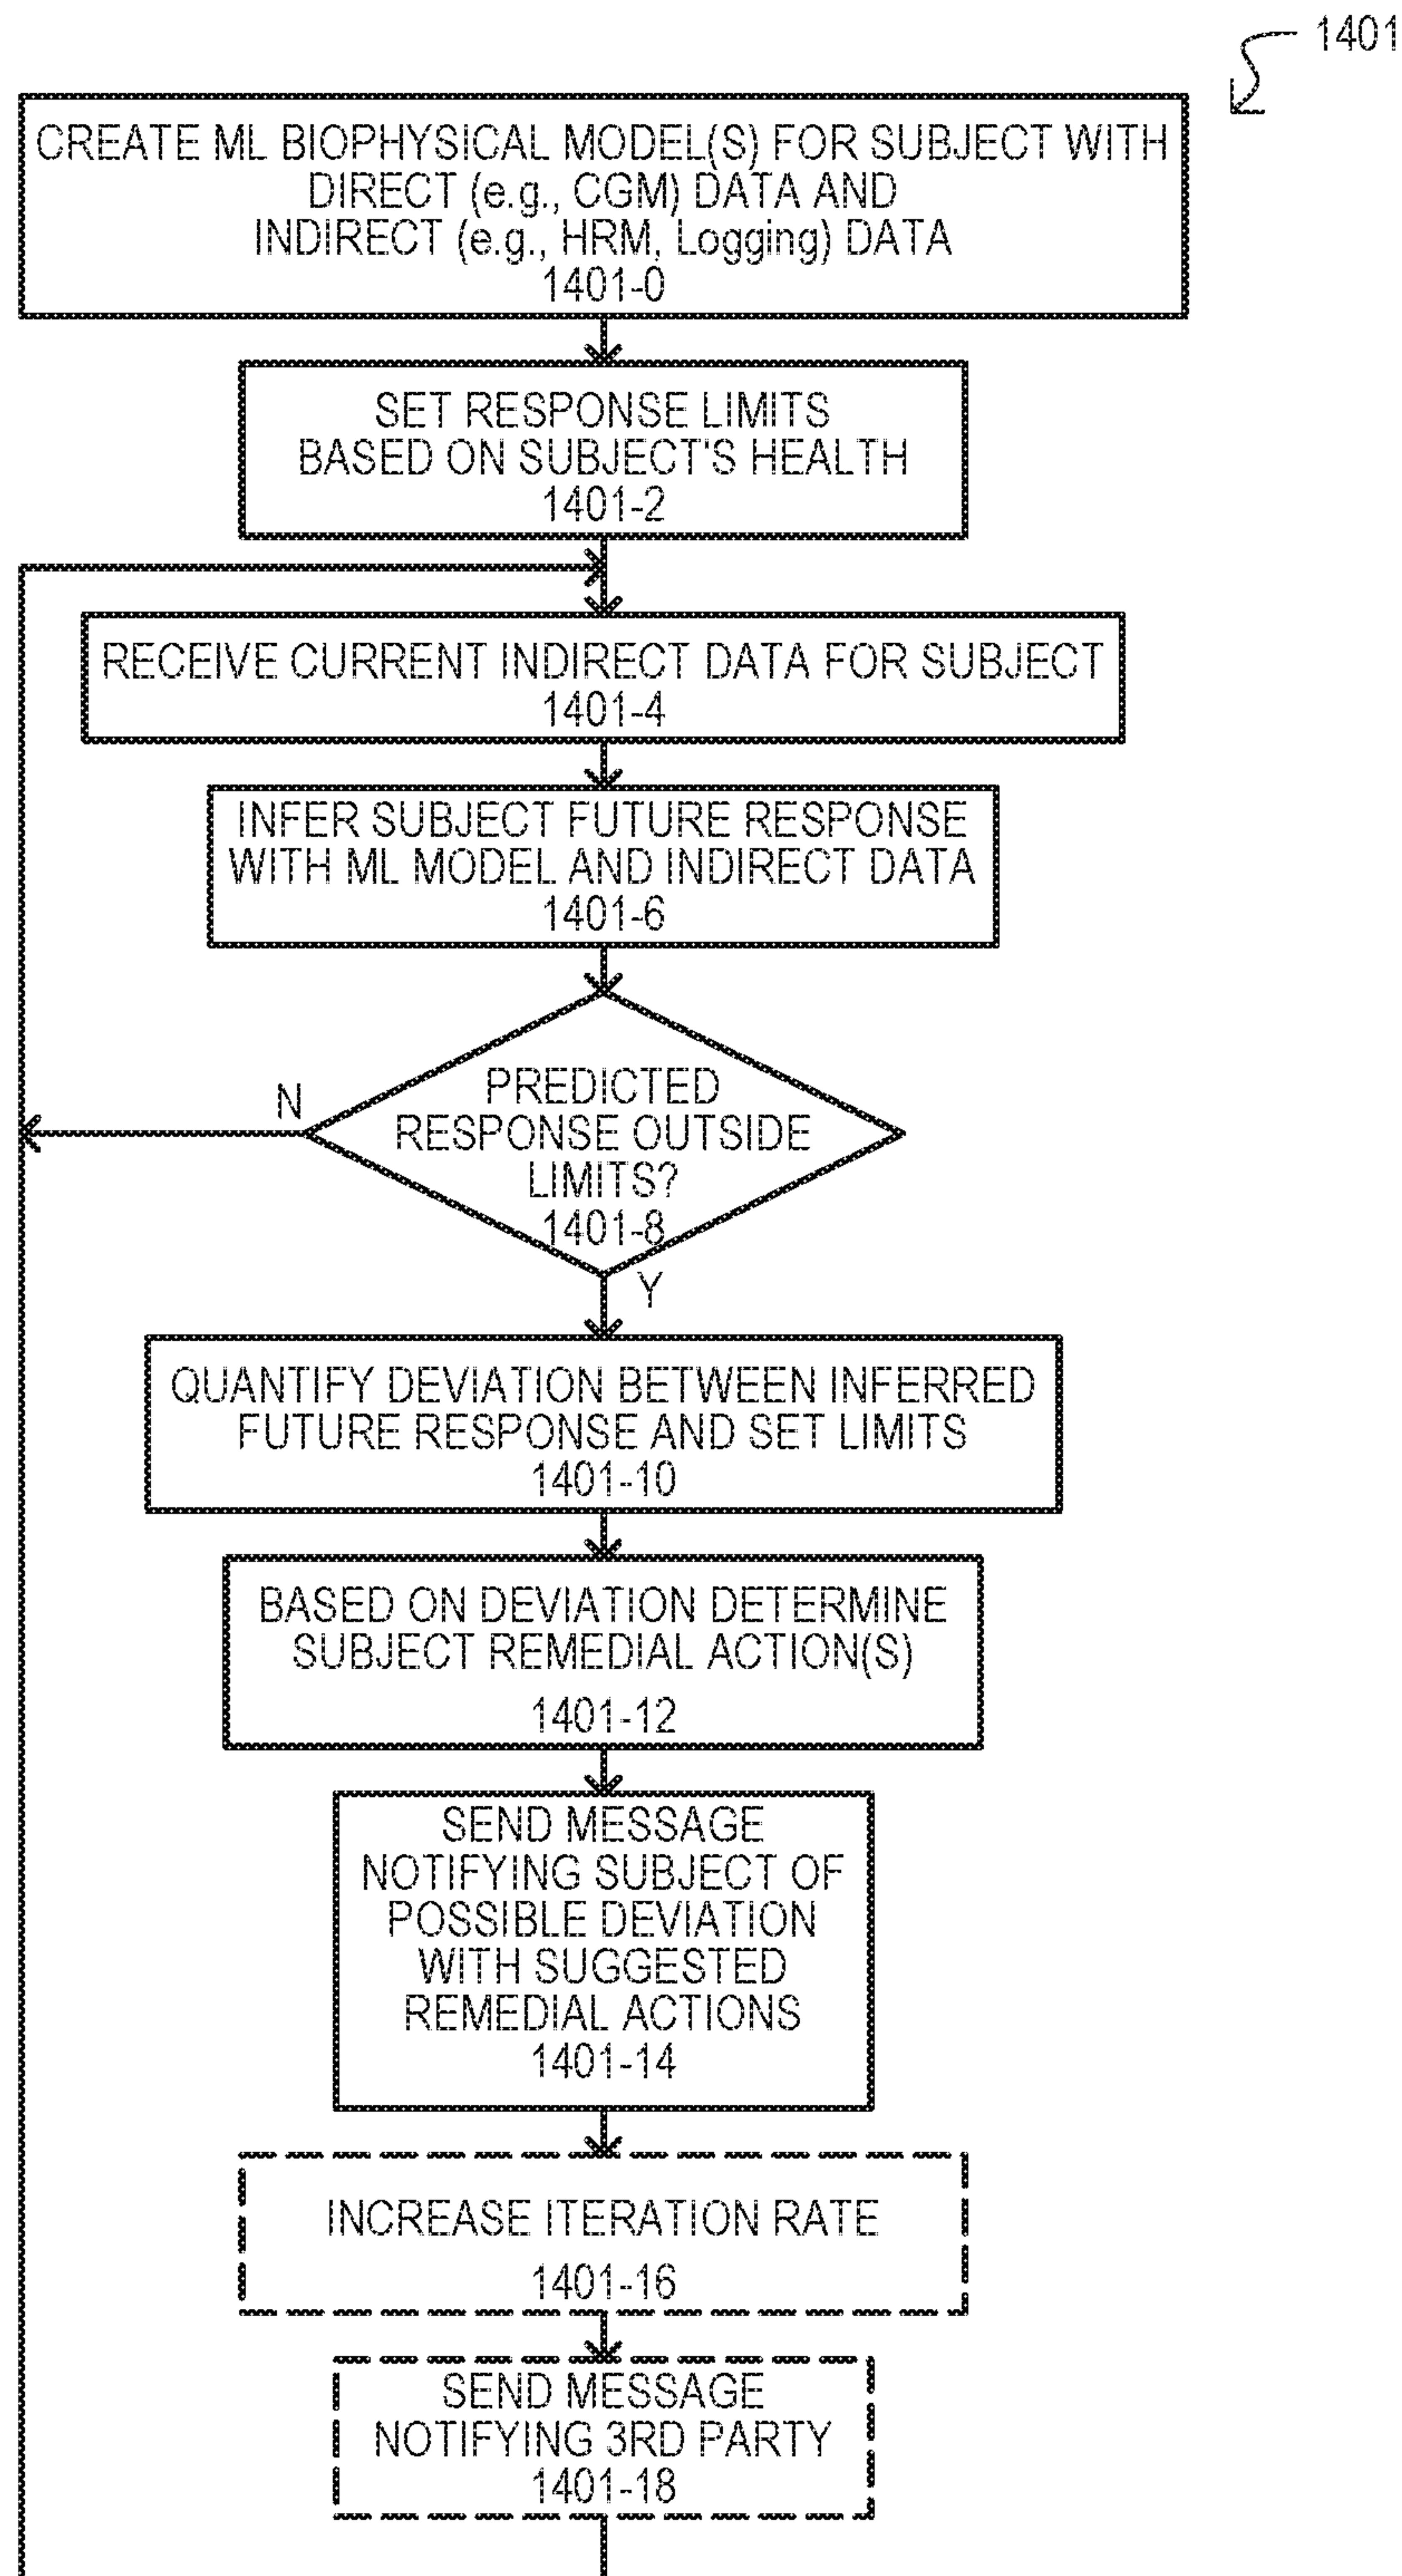 1401
CREATE ML BIOPHYSICAL MODEL(S) FOR SUBJECT WITH
DIRECT (e.g., CGM) DATA AND
INDIRECT (e.g., HRM, Logging) DATA
1401-0
SET RESPONSE LIMITS
BASED ON SUBJECT'S HEALTH
1401-2
RECEIVE CURRENT INDIRECT DATA FOR SUBJECT
1401-4
INFER SUBJECT FUTURE RESPONSE
WITH ML MODEL AND INDIRECT DATA
1401-6
N
PREDICTED
RESPONSE OUTSIDE
LIMITS?
1401-8
Y
QUANTIFY DEVIATION BETWEEN INFERRED
FUTURE RESPONSE AND SET LIMITS
1401-10
BASED ON DEVIATION DETERMINE
SUBJECT REMEDIAL ACTION(S)
1401-12
SEND MESSAGE
NOTIFYING SUBJECT OF
POSSIBLE DEVIATION
WITH SUGGESTED
REMEDIAL ACTIONS
1401-14
INCREASE ITERATION RATE
1401-16
SEND MESSAGE
NOTIFYING 3RD PARTY
1401-18